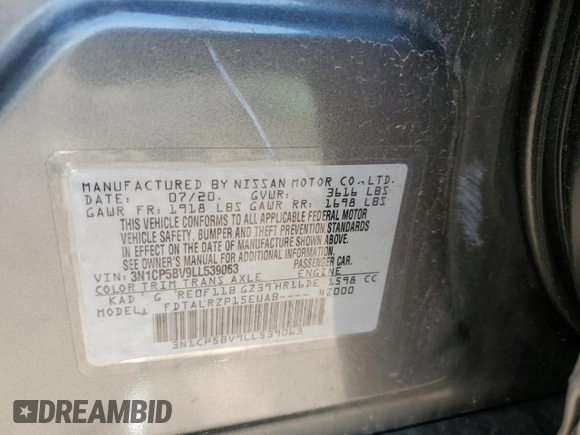 MANUFACTURED BY NISSAN MOTOR CO.,LTD.
DATE: 07/20. GVWR: 3616 LBS
GAWR FR: 1918 LBS GAWR RR: 1698 LBS
THIS VEHICLE CONFORMS TO ALL APPLICABLE FEDERAL MOTOR
VEHICLE SAFETY, BUMPER AND THEFT PREVENTION STANDARDS
IN EFFECT ON THE DATE OF MANUFACTURE SHOWN ABOVE.
SEE OWNER MANUAL FOR ADDITIONAL INFORMATION.
VIN: 3N1CP5BV9LL539063 PASSENGER CAR.
COLOR TRIM TRANS AXLE ENGINE
KAD G RE0F11B GZ39 HR16DE 1598 CC
MODEL: FDTALRZP15EUAB---- 42000
3N1CP5BV9LL539063
DREAMBID